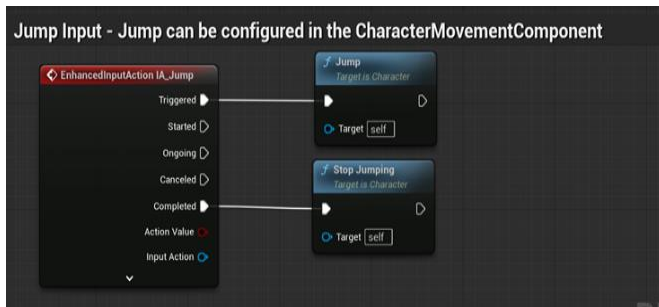 Jump Input - Jump can be configured in the CharacterMovementComponent
EnhancedInputAction IA_Jump
Triggered
Started
Ongoing
Canceled
Completed
Action Value
Input Action
f Jump
Target is Character
Target self
f Stop Jumping
Target is Character
Target self